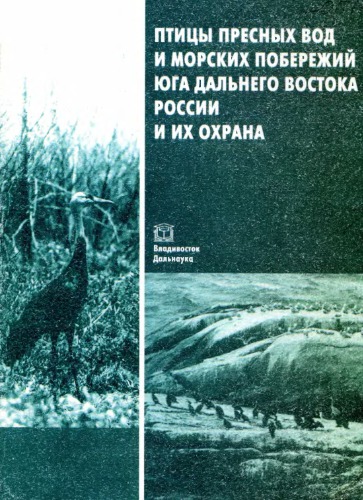 ПТИЦЫ ПРЕСНЫХ ВОД
И МОРСКИХ ПОБЕРЕЖИЙ
ЮГА ДАЛЬНЕГО ВОСТОКА
РОССИИ
И ИХ ОХРАНА
Владивосток
Дальнаука